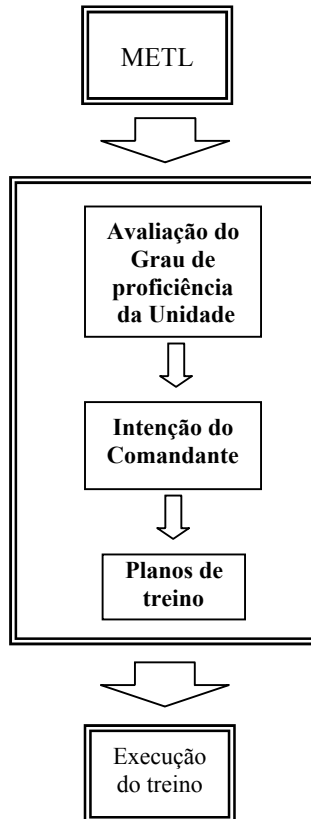 METL
Avaliação do
Grau de
proficiência
da Unidade
Intenção do
Comandante
Planos de
treino
Execução
do treino